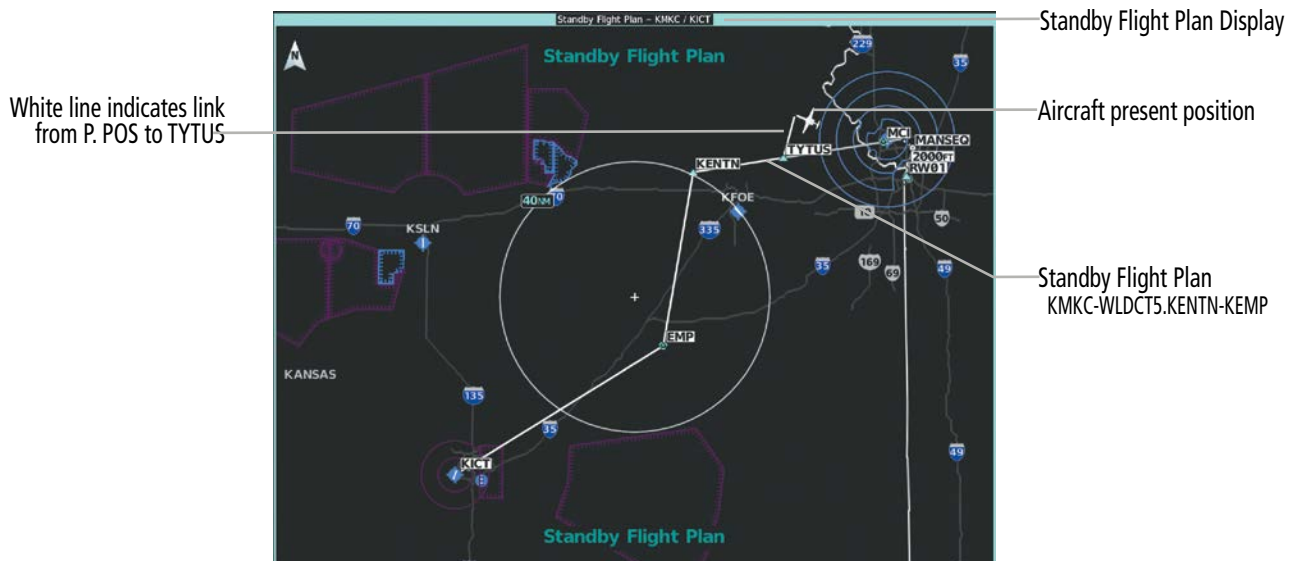 Standby Flight Plan – KMKC / KICT
Standby Flight Plan Display
Standby Flight Plan
N
229
35
White line indicates link
from P. POS to TYTUS
Aircraft present position
MCI
MANSEQ
TYTUS
2000FT
RW01
KENTN
40NM
70
KFOE
10
50
70
KSLN
335
35
169
69
49
Standby Flight Plan
KMKC-WLDCT5.KENTN-KEMP
EMP
KANSAS
135
35
49
KICT
Standby Flight Plan